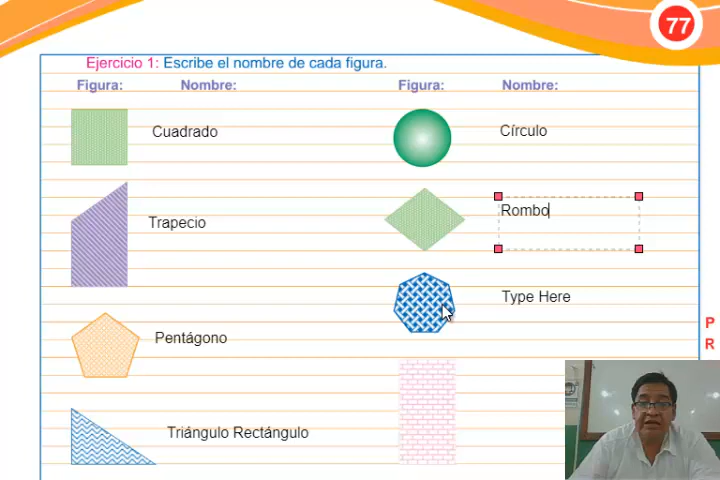 77
Ejercicio 1: Escribe el nombre de cada figura.
Figura: Nombre: Figura: Nombre:
Cuadrado
Círculo
Trapecio
Rombo
Type Here
Pentágono
Triángulo Rectángulo
P
R